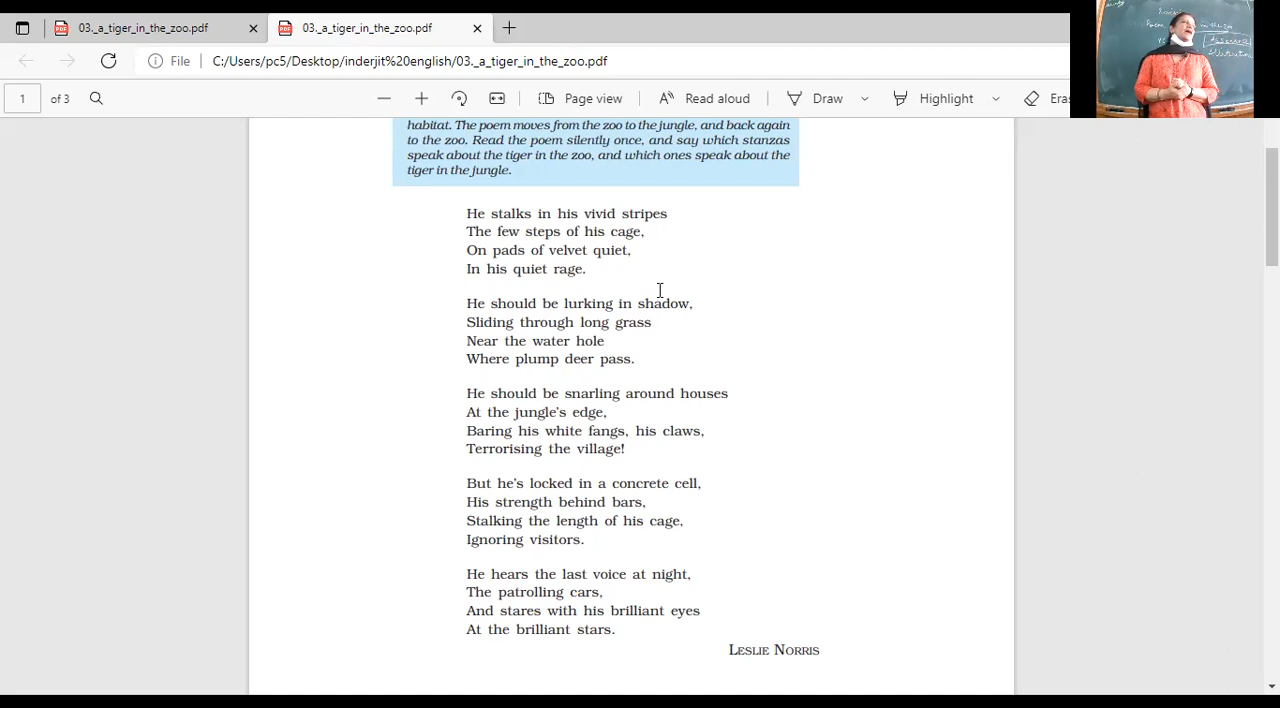 03._a_tiger_in_the_zoo.pdf
03._a_tiger_in_the_zoo.pdf
File
C:/Users/pc5/Desktop/inderjit%20english/03._a_tiger_in_the_zoo.pdf
1 of 3
Page view
Read aloud
Draw
Highlight
Eras
Poem
in the zoo
habitat. The poem moves from the zoo to the jungle, and back again
to the zoo. Read the poem silently once, and say which stanzas
speak about the tiger in the zoo, and which ones speak about the
tiger in the jungle.
He stalks in his vivid stripes
The few steps of his cage,
On pads of velvet quiet,
In his quiet rage.
He should be lurking in shadow,
Sliding through long grass
Near the water hole
Where plump deer pass.
He should be snarling around houses
At the jungle's edge,
Baring his white fangs, his claws,
Terrorising the village!
But he's locked in a concrete cell,
His strength behind bars,
Stalking the length of his cage,
Ignoring visitors.
He hears the last voice at night,
The patrolling cars,
And stares with his brilliant eyes
At the brilliant stars.
LESLIE NORRIS